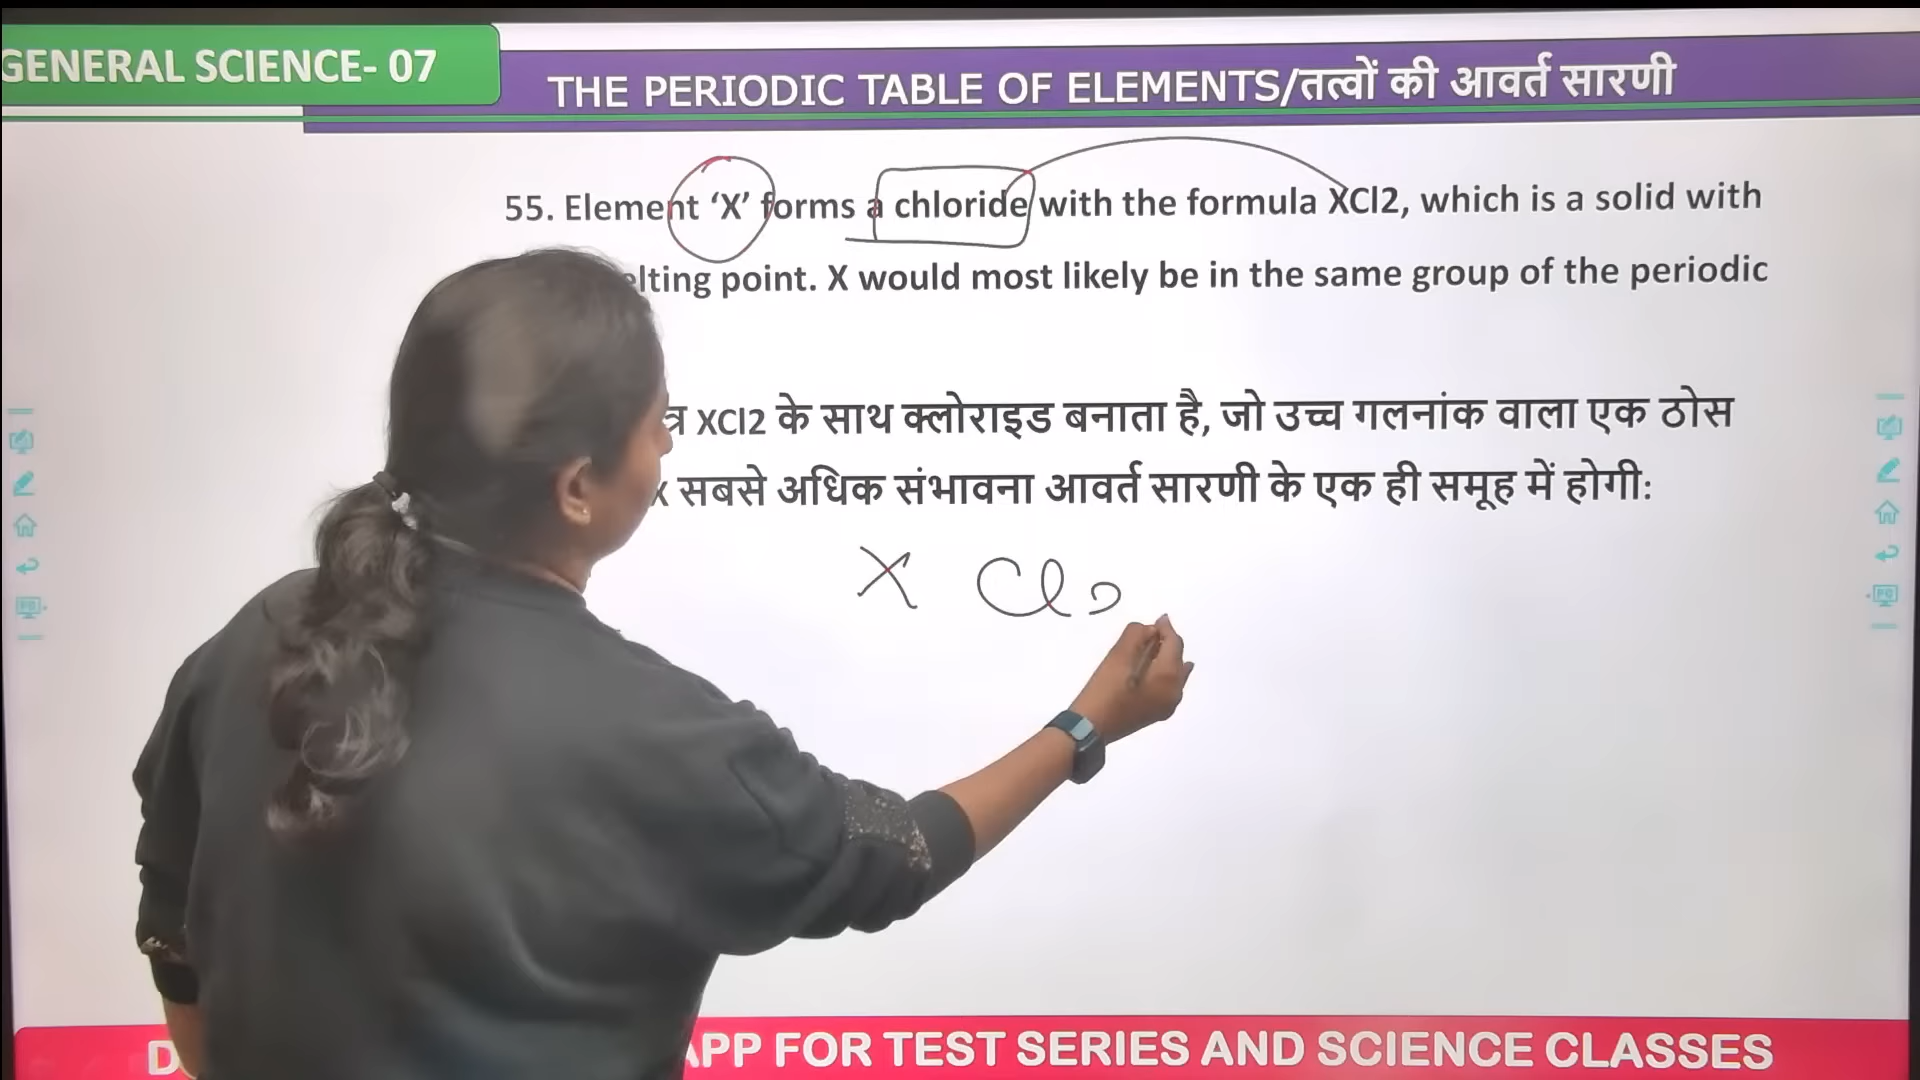 GENERAL SCIENCE- 07
THE PERIODIC TABLE OF ELEMENTS/तत्वों की आवर्त सारणी
55. Element ‘X’ forms a chloride with the formula XCl2, which is a solid with
point. X would most likely be in the same group of the periodic
XCl2 के साथ क्लोराइड बनाता है, जो उच्च गलनांक वाला एक ठोस
सबसे अधिक संभावना आवर्त सारणी के एक ही समूह में होगी:
X Cl2
APP FOR TEST SERIES AND SCIENCE CLASSES